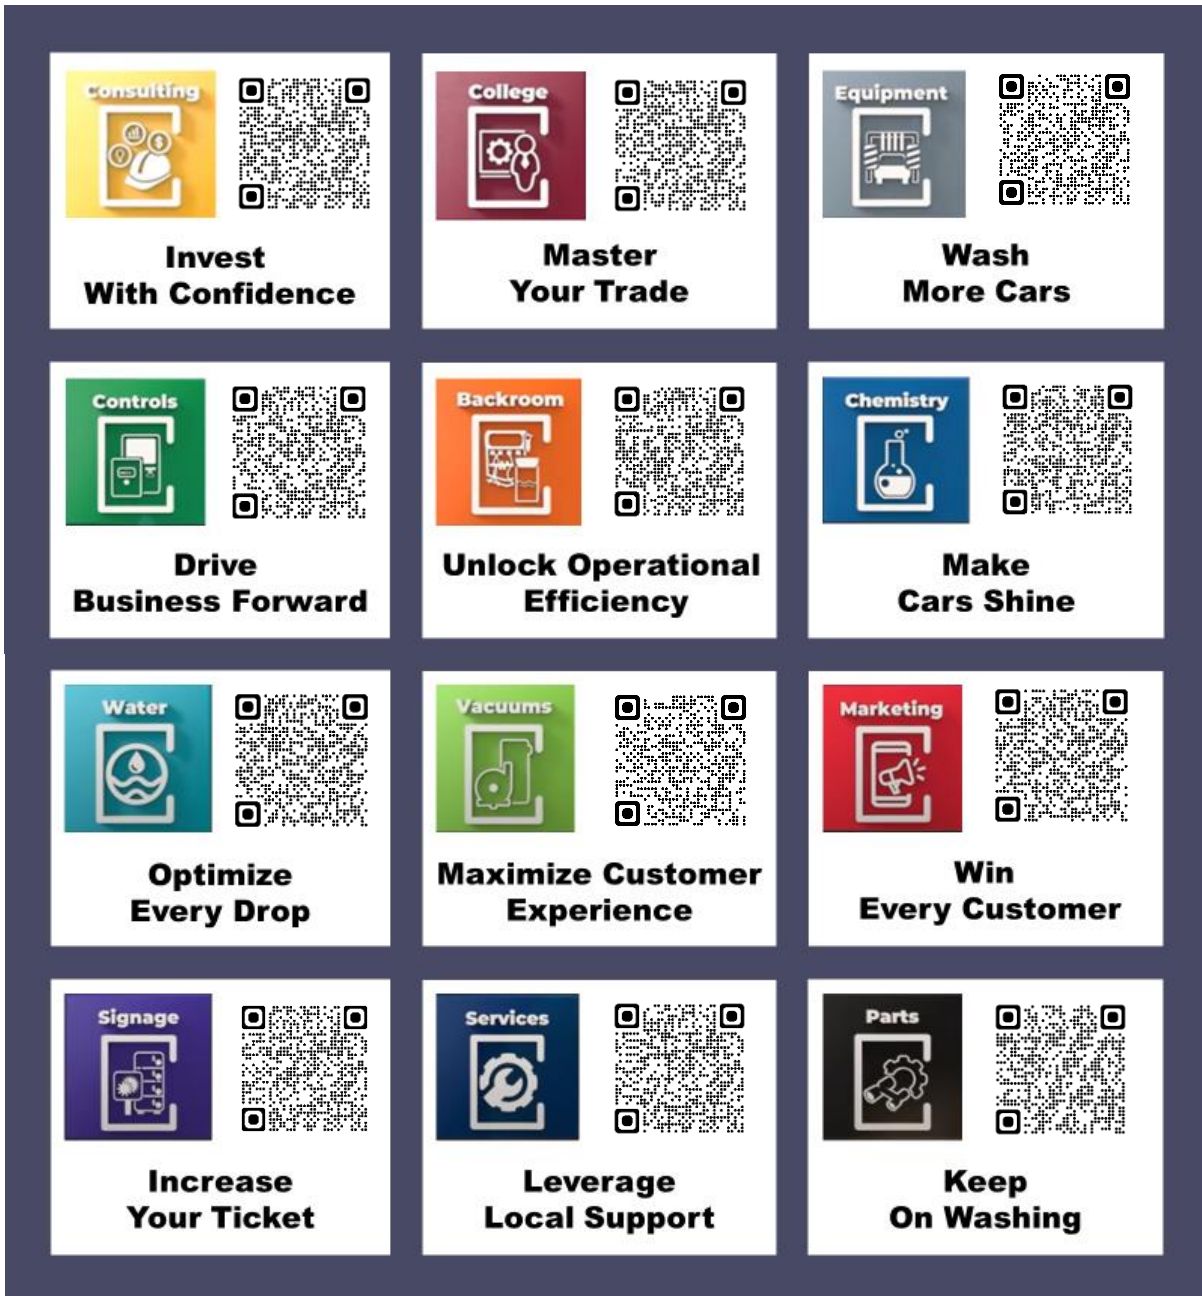 Consulting
Invest
With Confidence
College
Master
Your Trade
Equipment
Wash
More Cars
Controls
Drive
Business Forward
Backroom
Unlock Operational
Efficiency
Chemistry
Make
Cars Shine
Water
Optimize
Every Drop
Vacuums
Maximize Customer
Experience
Marketing
Win
Every Customer
Signage
Increase
Your Ticket
Services
Leverage
Local Support
Parts
Keep
On Washing